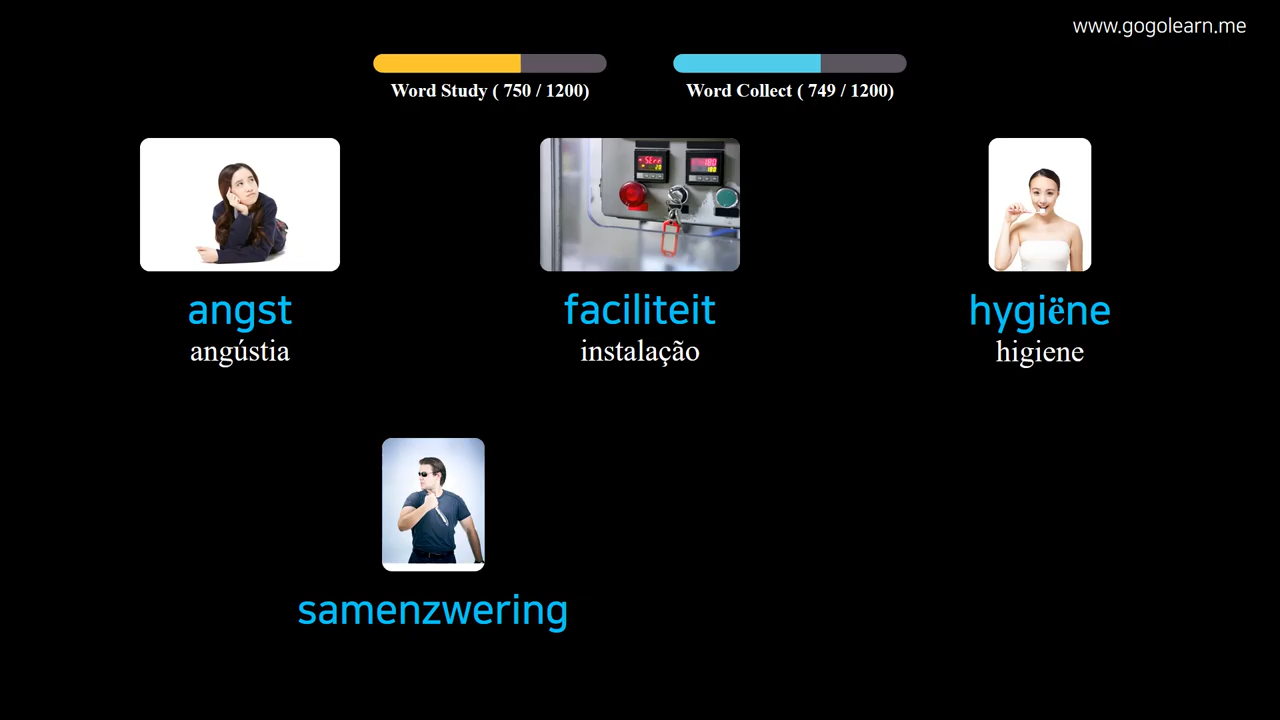 www.gogolearn.me
Word Study ( 750 / 1200)
Word Collect ( 749 / 1200)
angst
angústia
faciliteit
instalação
hygiëne
higiene
samenzwering